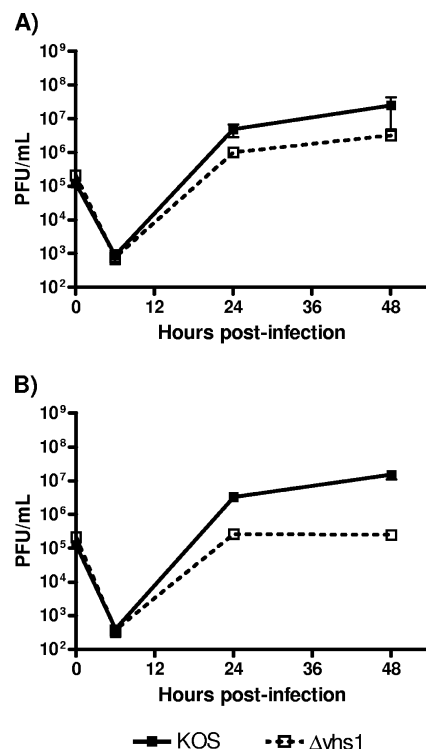 A)
10⁹
10⁸
10⁷
10⁶
10⁵
10⁴
10³
10²
PFU/mL
0 12 24 36 48
Hours post-infection
B)
10⁹
10⁸
10⁷
10⁶
10⁵
10⁴
10³
10²
PFU/mL
0 12 24 36 48
Hours post-infection
KOS Δvhs1